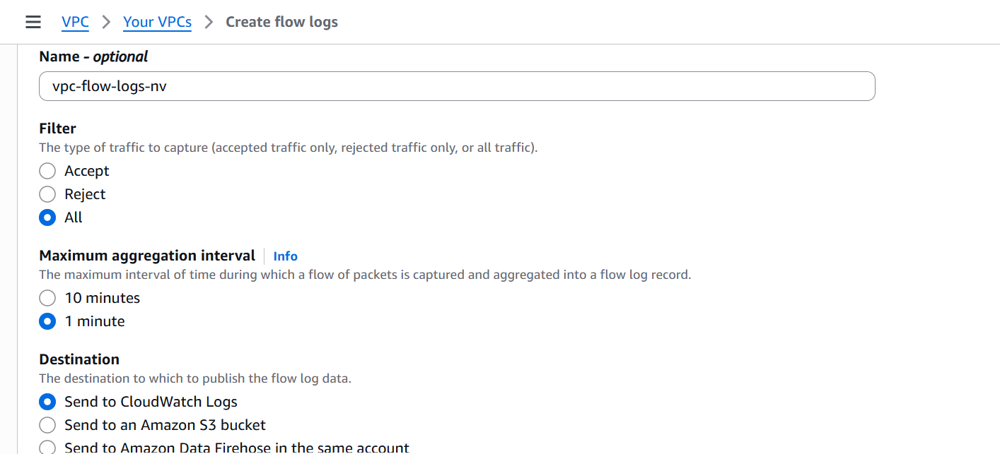 VPC > Your VPCs > Create flow logs
Name - optional
vpc-flow-logs-nv
Filter
The type of traffic to capture (accepted traffic only, rejected traffic only, or all traffic).
Accept
Reject
All
Maximum aggregation interval | Info
The maximum interval of time during which a flow of packets is captured and aggregated into a flow log record.
10 minutes
1 minute
Destination
The destination to which to publish the flow log data.
Send to CloudWatch Logs
Send to an Amazon S3 bucket
Send to Amazon Data Firehose in the same account